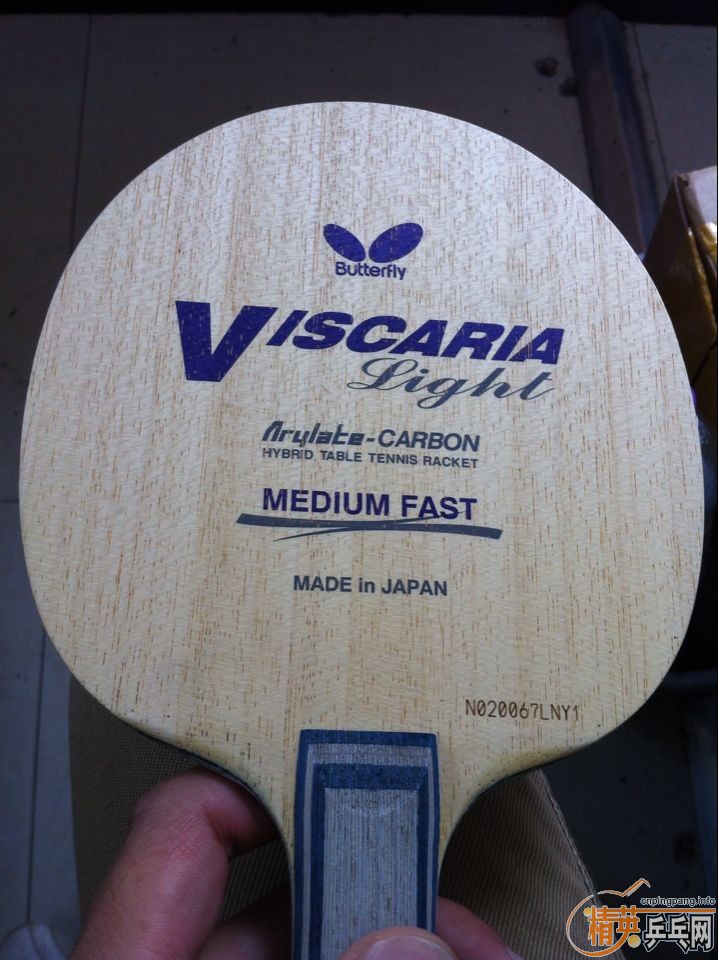 Butterfly
VISCARIA
Light
Arylate-CARBON
HYBRID TABLE TENNIS RACKET
MEDIUM FAST
MADE in JAPAN
N020067LNY1
cnpingpang.info
精英乒乓网